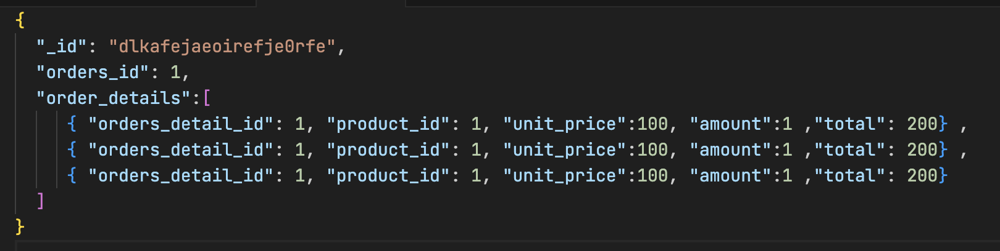 {
"_id": "dlkafejaeoirefje0rfe",
"orders_id": 1,
"order_details":[
{ "orders_detail_id": 1, "product_id": 1, "unit_price":100, "amount":1 ,"total": 200} ,
{ "orders_detail_id": 1, "product_id": 1, "unit_price":100, "amount":1 ,"total": 200} ,
{ "orders_detail_id": 1, "product_id": 1, "unit_price":100, "amount":1 ,"total": 200}
]
}